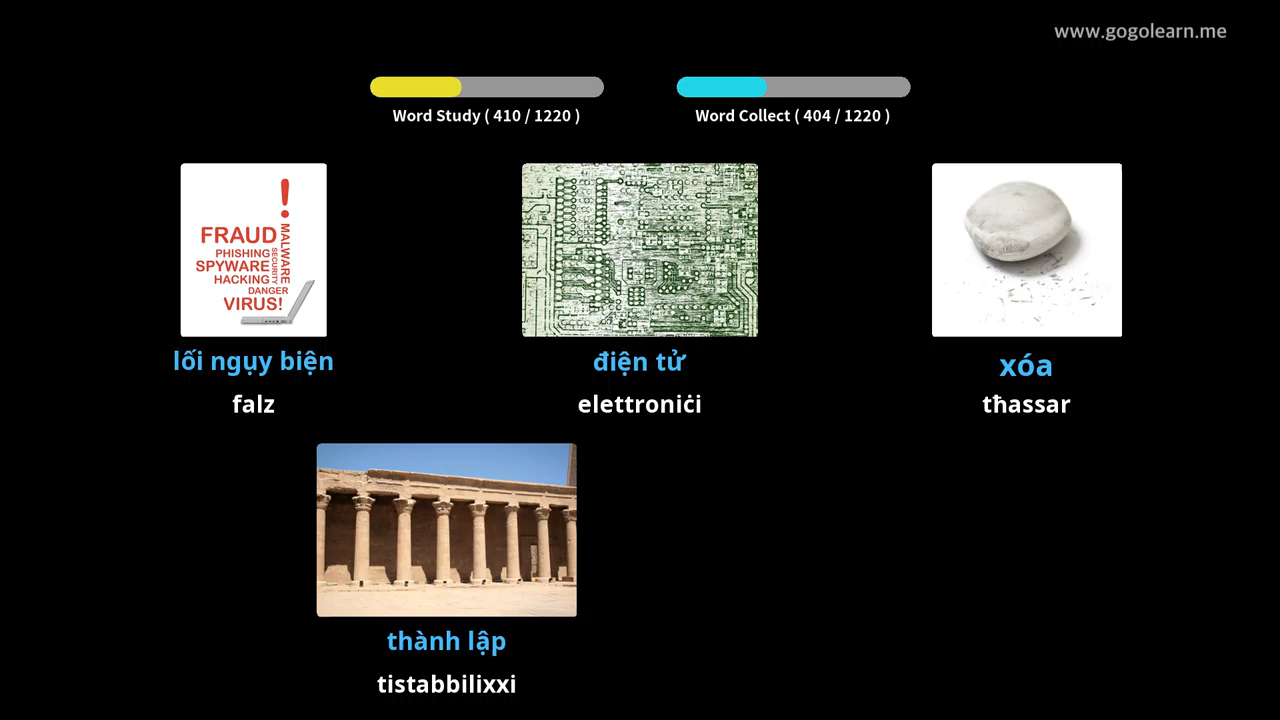 www.gogolearn.me
Word Study ( 410 / 1220 )
Word Collect ( 404 / 1220 )
!
FRAUD
PHISHING
SPYWARE
HACKING
DANGER
VIRUS!
SECURITY
MALWARE
lối ngụy biện
điện tử
xóa
falz
elettroniċi
tħassar
thành lập
tistabbilixxi